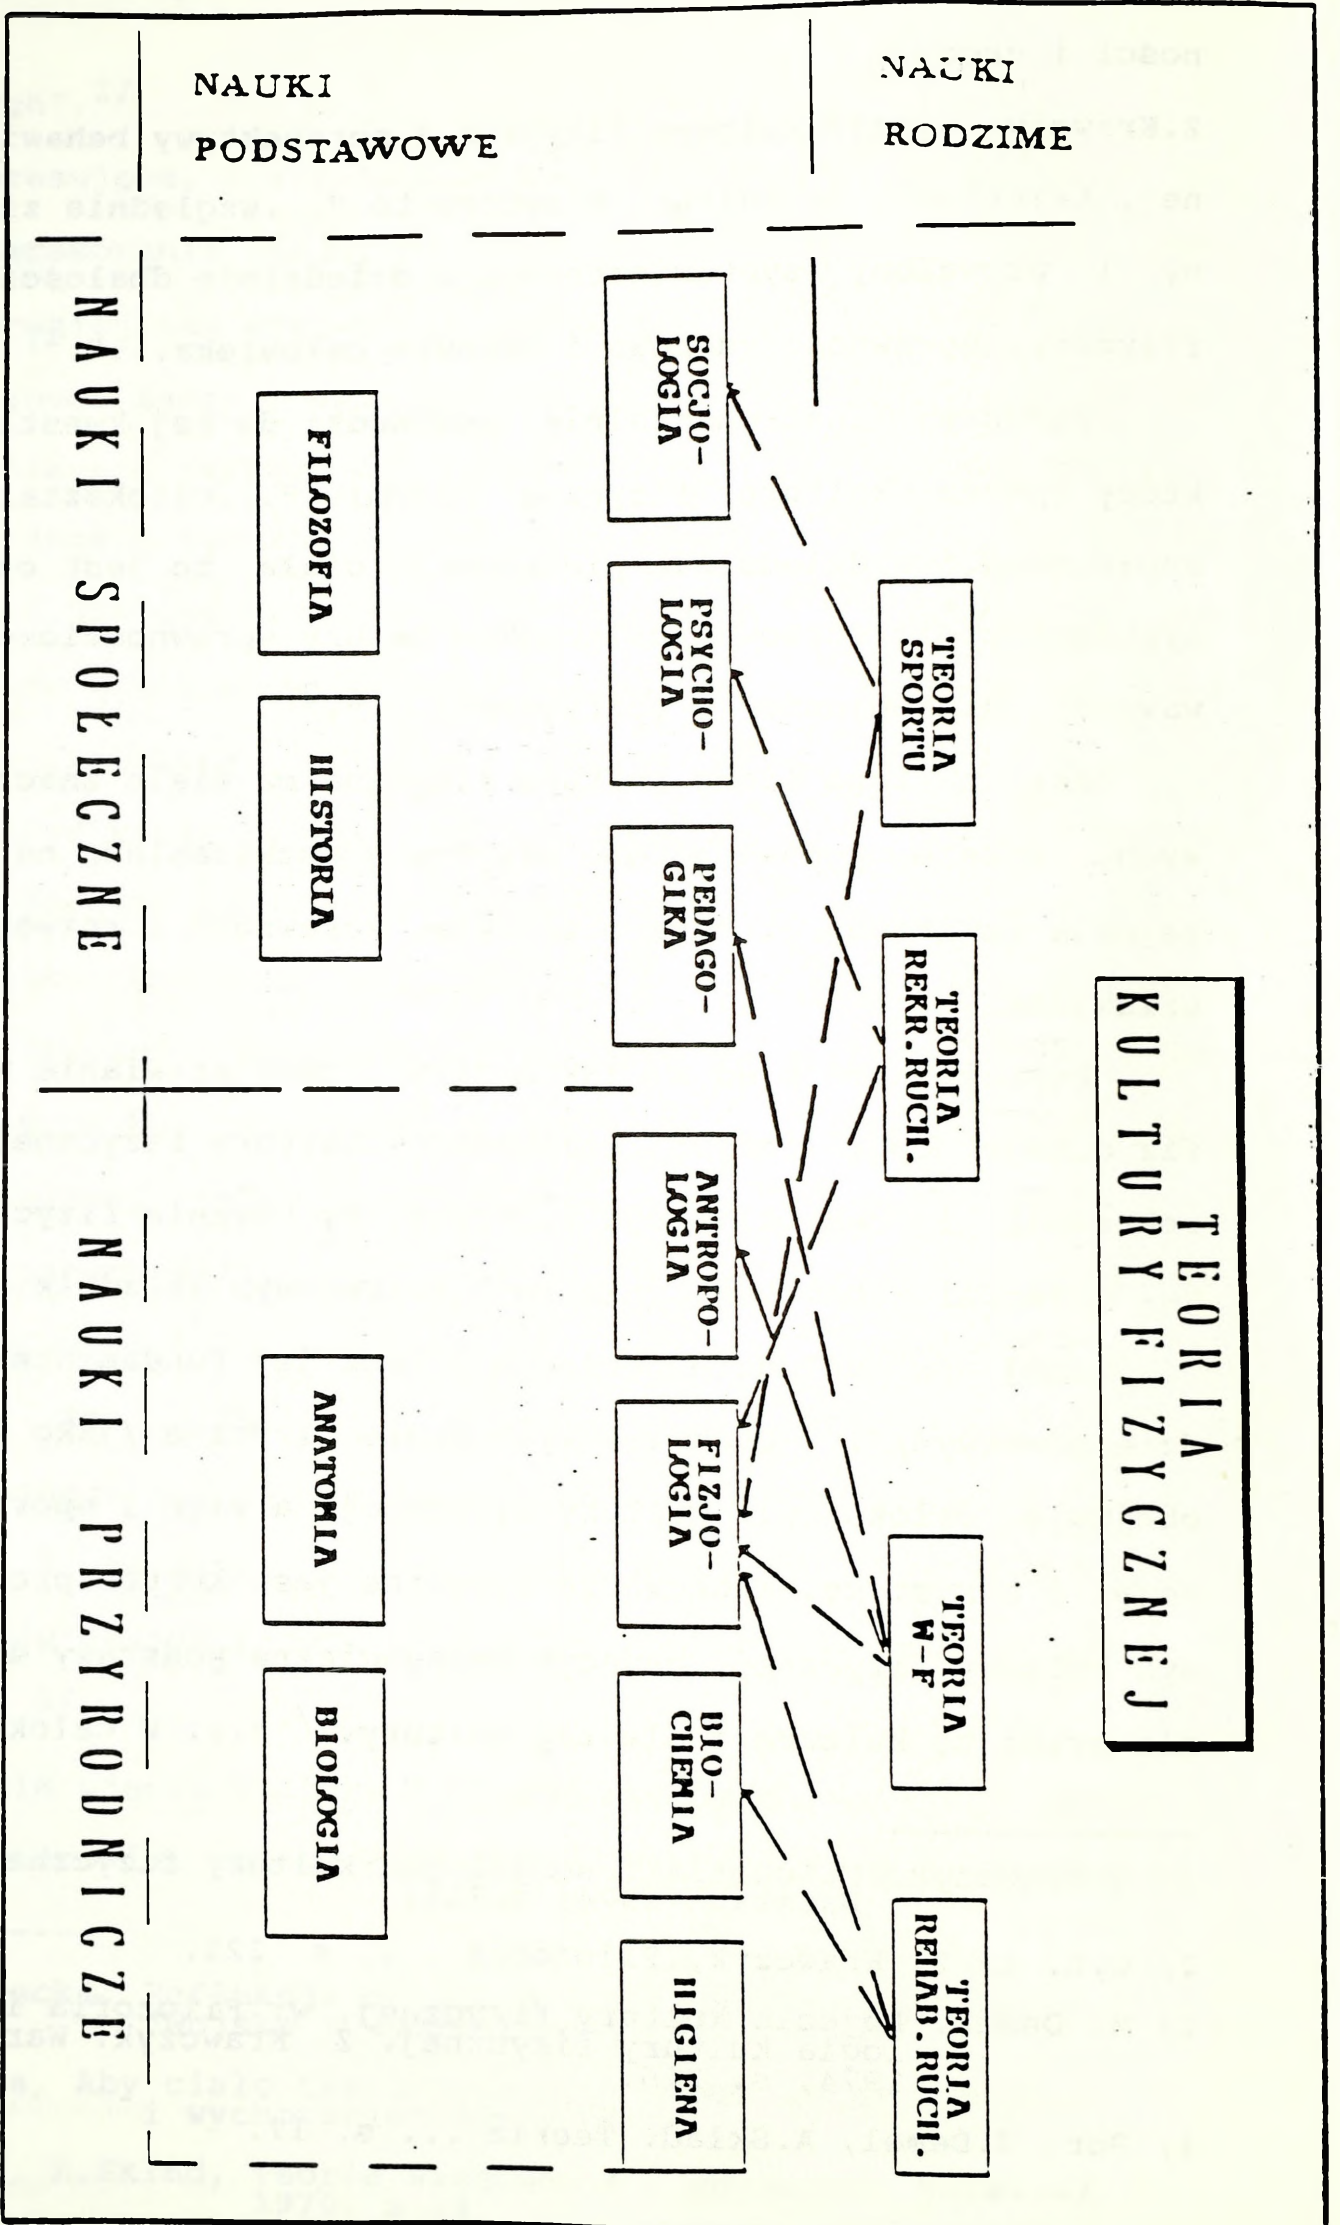 NAUKI
RODZIME
NAUKI
PODSTAWOWE
TEORIA
KULTURY FIZYCZNEJ
TEORIA
SPORTU
TEORIA
REKR. RUCH.
TEORIA
W-F
TEORIA
REHAB. RUCH.
SOCJO-
LOGIA
PSYCHO-
LOGIA
PEDAGO-
GIKA
ANTROPO-
LOGIA
FIZJO-
LOGIA
BIO-
CHEMIA
HIGIENA
FILOZOFIA
HISTORIA
ANATOMIA
BIOLOGIA
NAUKI SPOŁECZNE
NAUKI PRZYRODNICZE